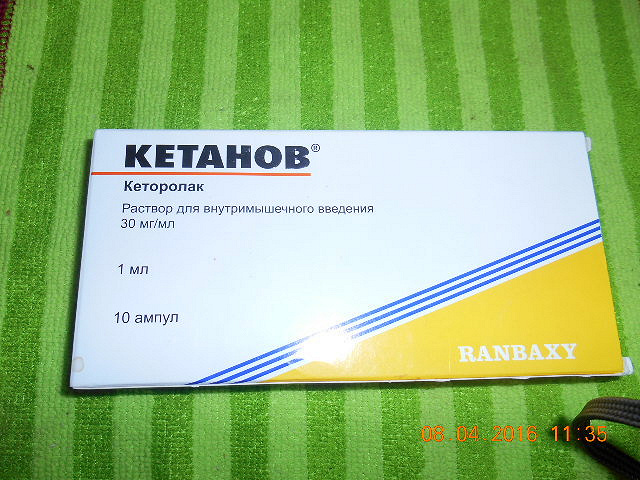 КЕТАНОВ®
Кеторолак
Раствор для внутримышечного введения
30 мг/мл
1 мл
10 ампул
RANBAXY
08.04.2016 11:35